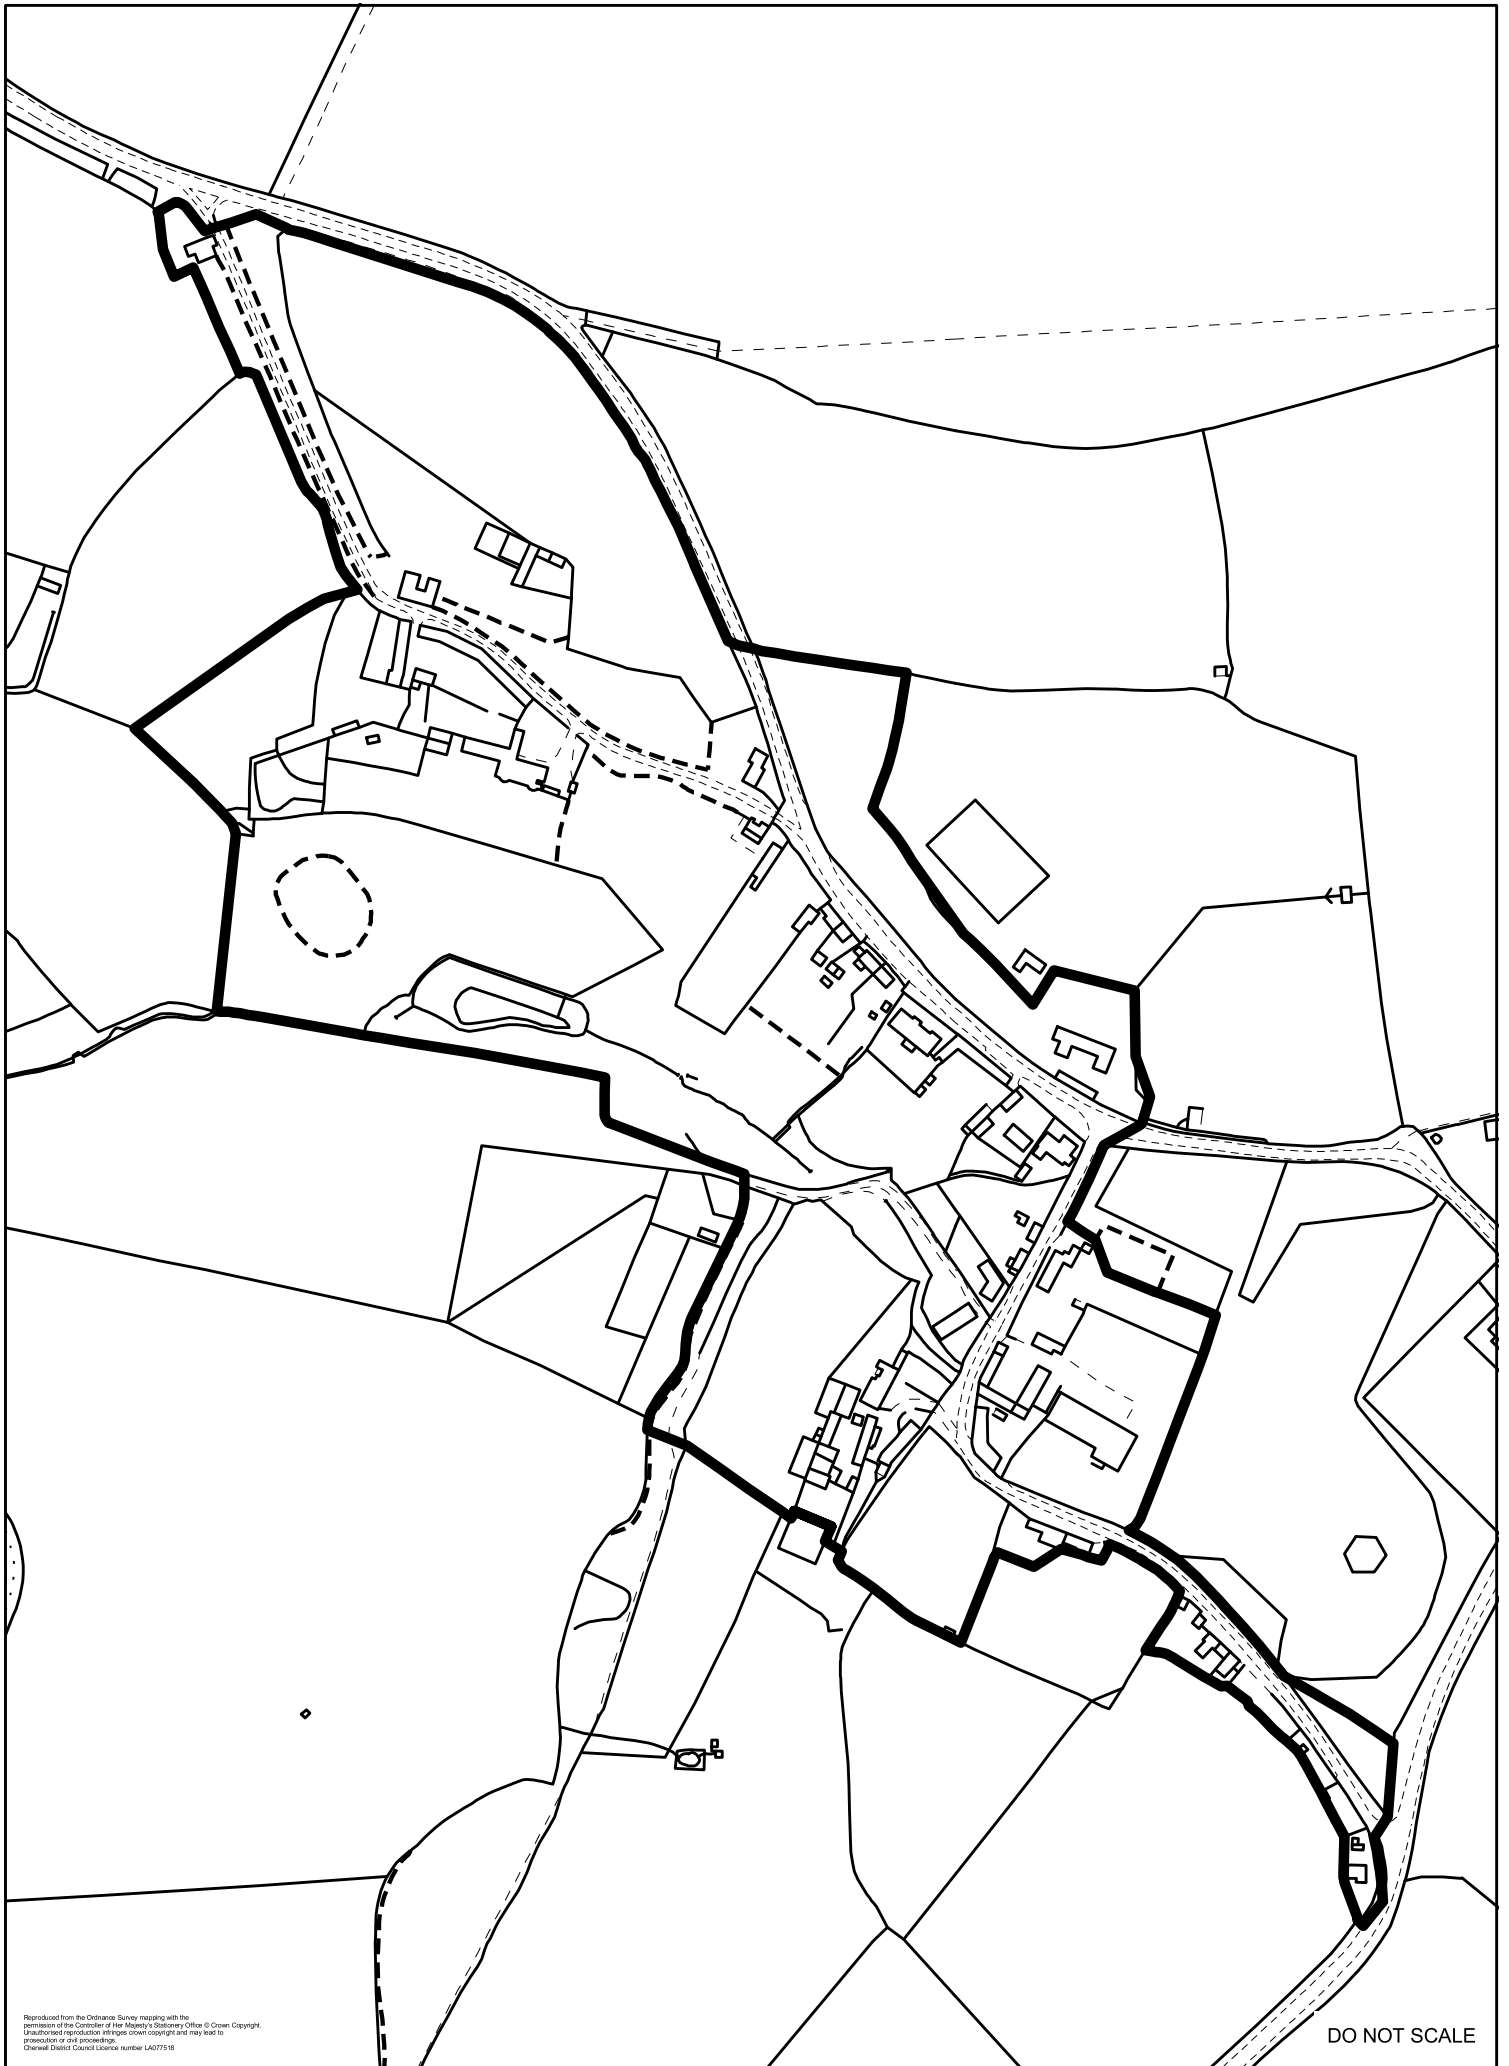 Reproduced from the Ordnance Survey mapping with the
permission of the Controller of Her Majesty's Stationery Office © Crown Copyright.
Unauthorised reproduction infringes crown copyright and may lead to
prosecution or civil proceedings.
Cherwell District Council Licence number LA077518
DO NOT SCALE